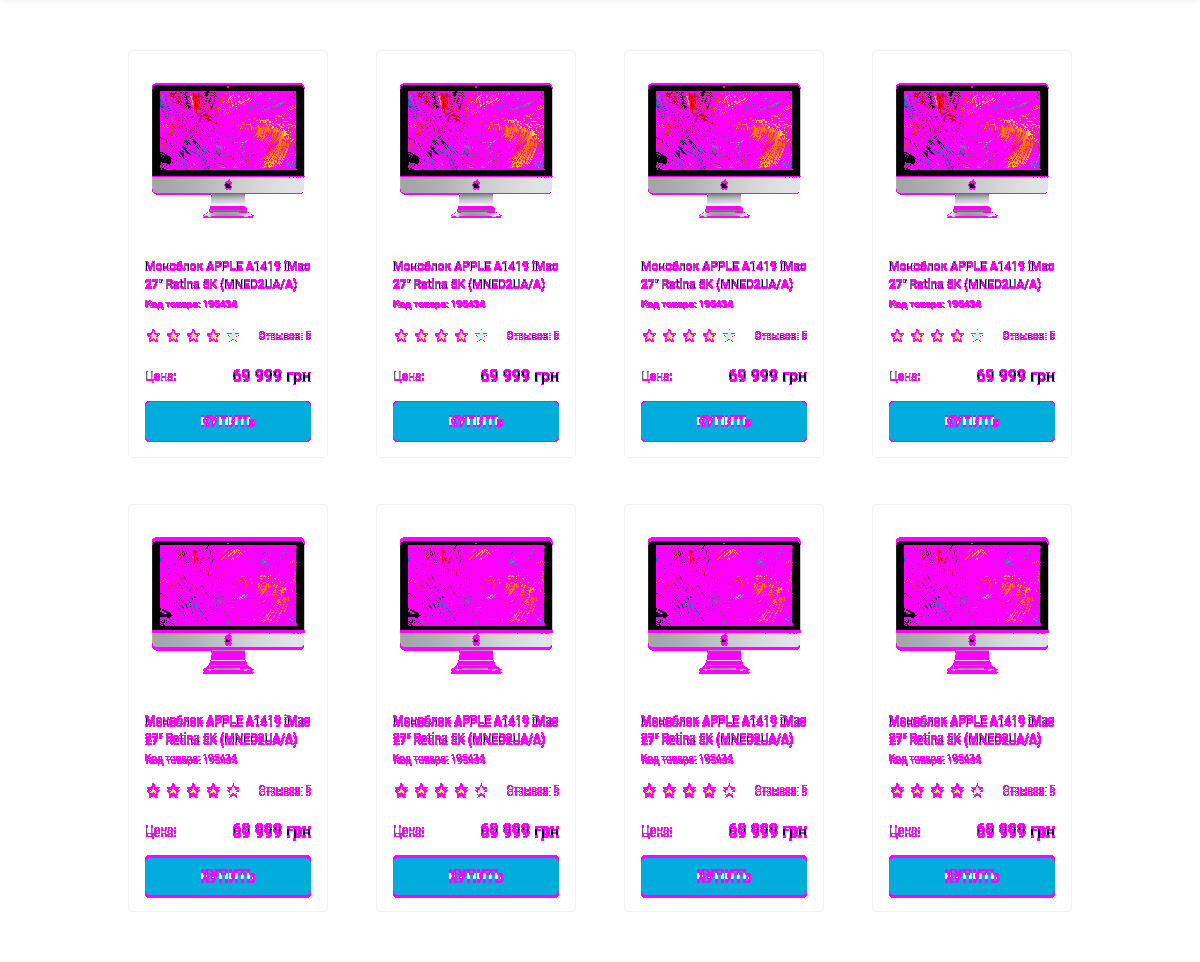 Моноблок APPLE A1419 iMac
27” Retina 5K (MNED2UA/A)
Код товара: 195434
Отзывов: 5
Цена:
69 999 грн
КУПИТЬ
Моноблок APPLE A1419 iMac
27” Retina 5K (MNED2UA/A)
Код товара: 195434
Отзывов: 5
Цена:
69 999 грн
КУПИТЬ
Моноблок APPLE A1419 iMac
27” Retina 5K (MNED2UA/A)
Код товара: 195434
Отзывов: 5
Цена:
69 999 грн
КУПИТЬ
Моноблок APPLE A1419 iMac
27” Retina 5K (MNED2UA/A)
Код товара: 195434
Отзывов: 5
Цена:
69 999 грн
КУПИТЬ
Моноблок APPLE A1419 iMac
27” Retina 5K (MNED2UA/A)
Код товара: 195434
Отзывов: 5
Цена:
69 999 грн
КУПИТЬ
Моноблок APPLE A1419 iMac
27” Retina 5K (MNED2UA/A)
Код товара: 195434
Отзывов: 5
Цена:
69 999 грн
КУПИТЬ
Моноблок APPLE A1419 iMac
27” Retina 5K (MNED2UA/A)
Код товара: 195434
Отзывов: 5
Цена:
69 999 грн
КУПИТЬ
Моноблок APPLE A1419 iMac
27” Retina 5K (MNED2UA/A)
Код товара: 195434
Отзывов: 5
Цена:
69 999 грн
КУПИТЬ